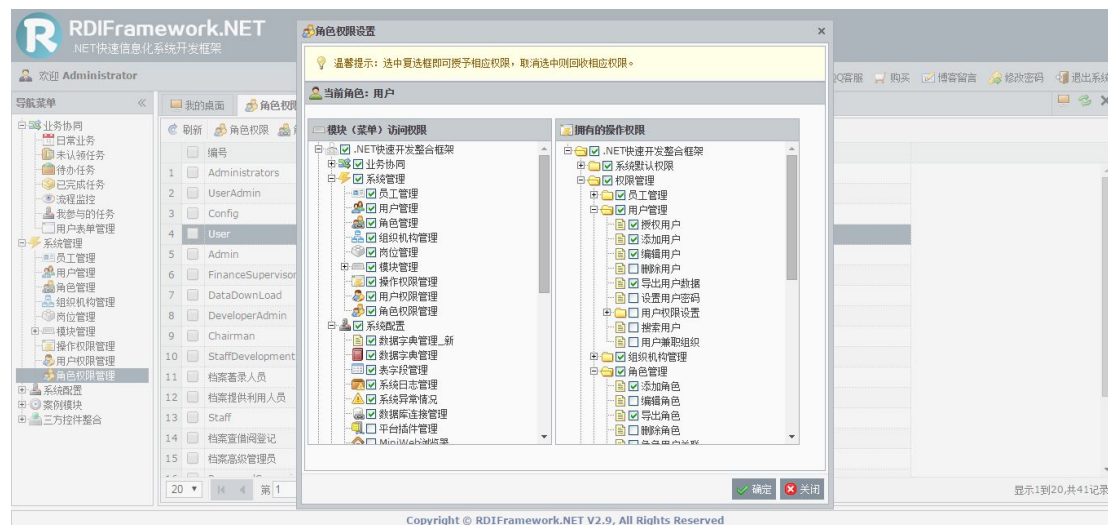 RDIFramework.NET
.NET快速信息化系统开发框架
欢迎 Administrator
QQ客服 购买 博客留言 修改密码 退出系统
导航菜单
业务协同
日常业务
未认领任务
待办任务
已完成任务
流程监控
我参与的任务
用户表单管理
系统管理
员工管理
用户管理
角色管理
组织机构管理
岗位管理
模块管理
操作权限管理
用户权限管理
角色权限管理
系统配置
案例模块
三方控件整合
我的桌面 角色权限
刷新 角色权限
编号
1 Administrators
2 UserAdmin
3 Config
4 User
5 Admin
6 FinanceSupervisor
7 DataDownLoad
8 DeveloperAdmin
9 Chairman
10 StaffDevelopment
11 档案著录人员
12 档案提供利用人员
13 Staff
14 档案查借阅登记
15 档案高级管理员
20 第 1
显示1到20,共41记录
角色权限设置
温馨提示：选中复选框即可授予相应权限，取消选中则回收相应权限。
当前角色：用户
模块（菜单）访问权限
.NET快速开发整合框架
业务协同
系统管理
员工管理
用户管理
角色管理
组织机构管理
岗位管理
模块管理
操作权限管理
用户权限管理
角色权限管理
系统配置
数据字典管理_新
数据字典管理
表字段管理
系统日志管理
系统异常情况
数据库连接管理
平台插件管理
MiniWeb浏览器
拥有的操作权限
.NET快速开发整合框架
系统默认权限
权限管理
员工管理
用户管理
授权用户
添加用户
编辑用户
删除用户
导出用户数据
设置用户密码
用户权限设置
搜索用户
用户兼职组织
组织机构管理
角色管理
添加角色
编辑角色
导出角色
删除角色
角色用户关联
确定 关闭
Copyright © RDIFramework.NET V2.9, All Rights Reserved